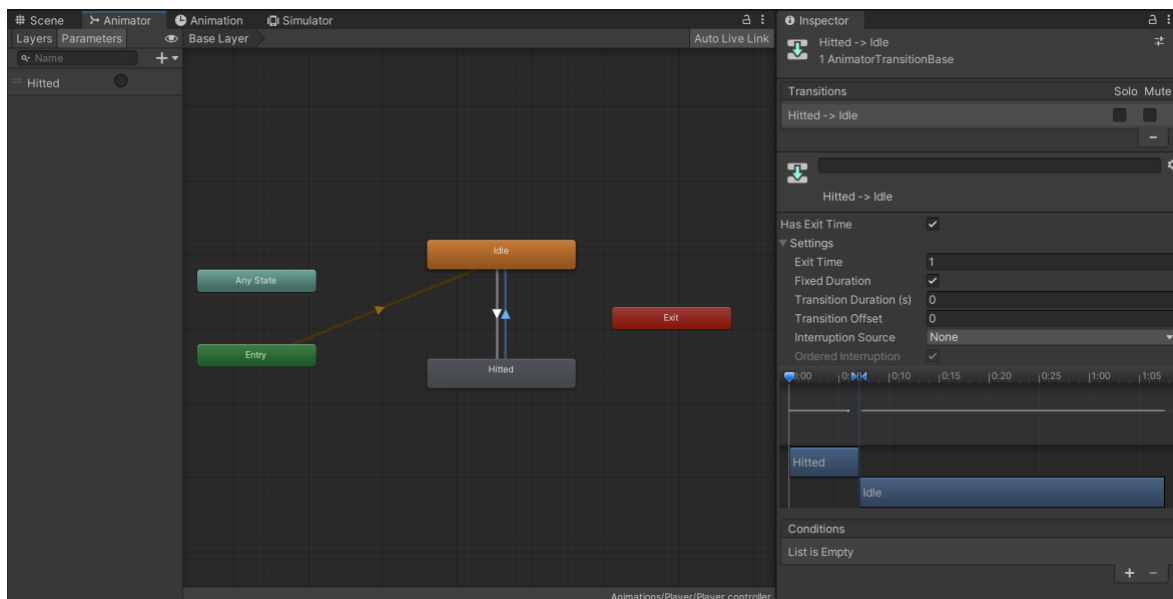 Scene Animator Animation Simulator
Layers Parameters Base Layer Auto Live Link
Name
Hitted
Idle
Any State
Exit
Entry
Hitted
Animations/Player/Player controller
Inspector
Hitted -> Idle
1 AnimatorTransitionBase
Transitions Solo Mute
Hitted -> Idle
Hitted -> Idle
Has Exit Time
Settings
Exit Time 1
Fixed Duration
Transition Duration (s) 0
Transition Offset 0
Interruption Source None
Ordered Interruption
0:10 0:15 0:20 0:25 1:00 1:05
Hitted
Idle
Conditions
List is Empty